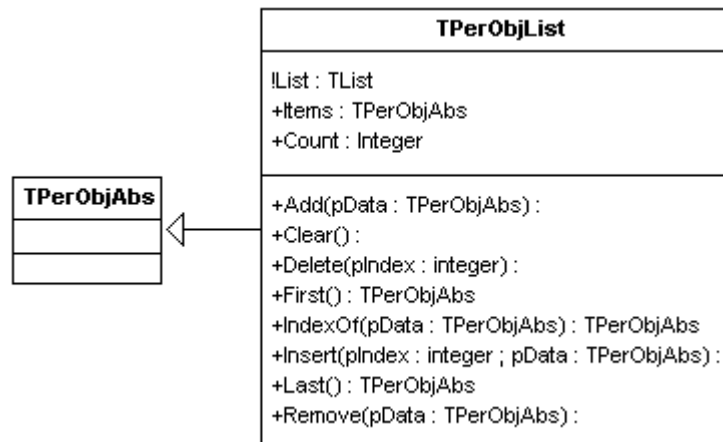 TPerObjList
!List : TList
+Items : TPerObjAbs
+Count : Integer
TPerObjAbs
+Add(pData : TPerObjAbs) :
+Clear() :
+Delete(pIndex : integer) :
+First() : TPerObjAbs
+IndexOf(pData : TPerObjAbs) : TPerObjAbs
+Insert(pIndex : integer ; pData : TPerObjAbs) :
+Last() : TPerObjAbs
+Remove(pData : TPerObjAbs) :